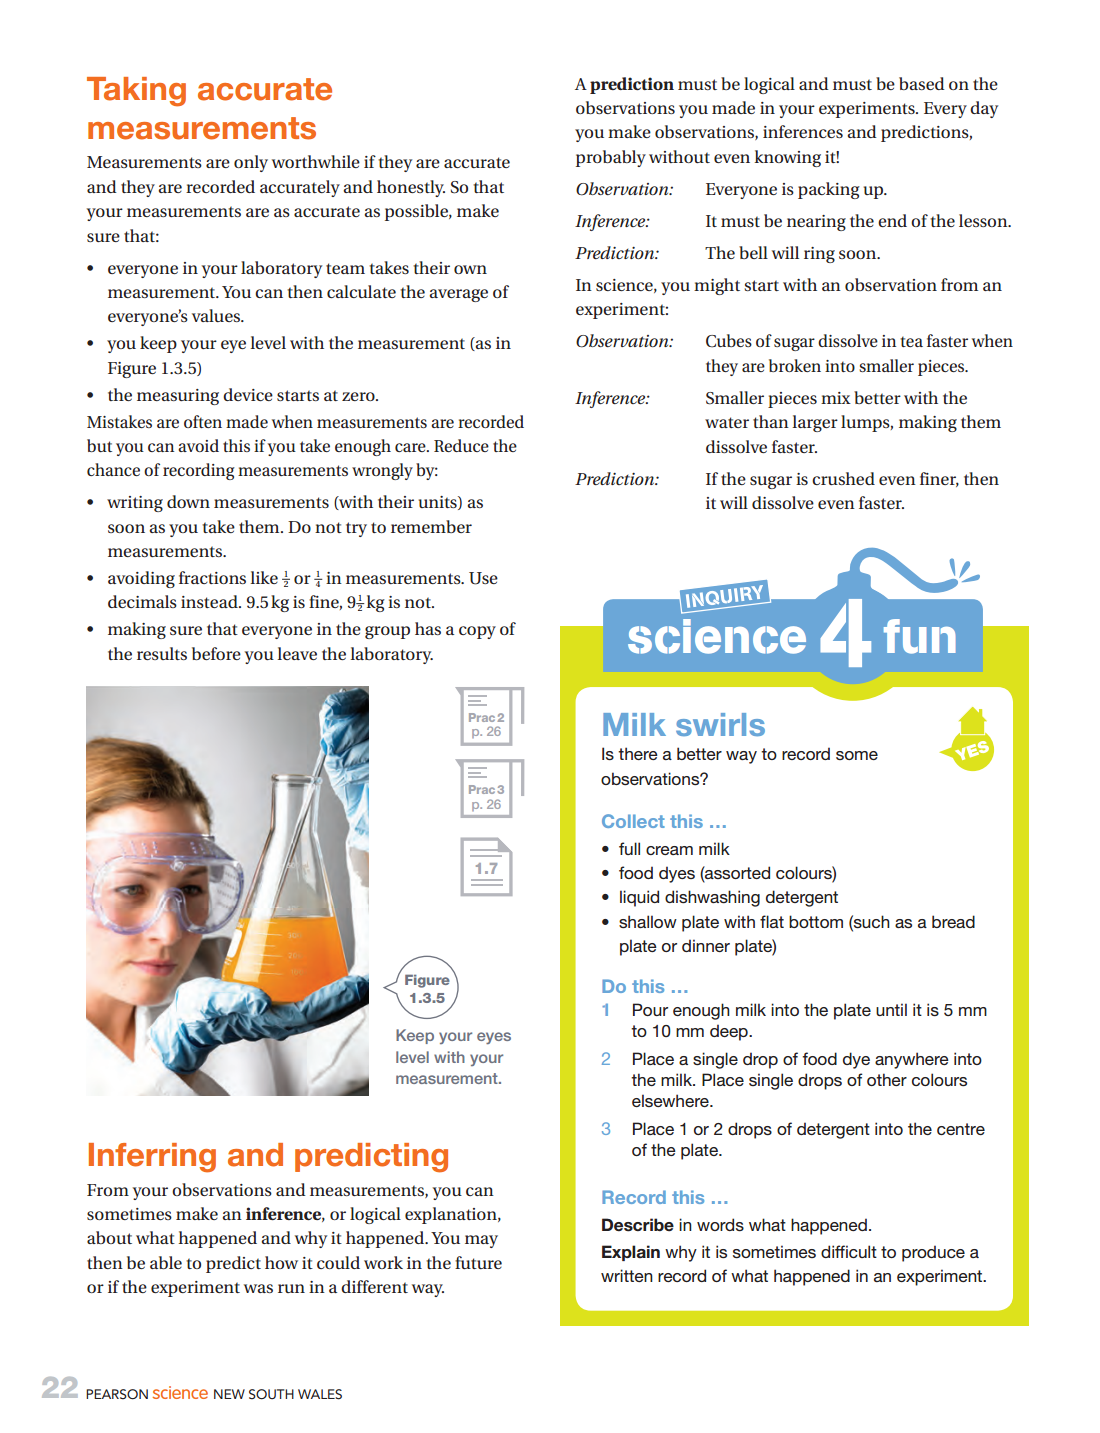 Taking accurate
measurements
Measurements are only worthwhile if they are accurate
and they are recorded accurately and honestly. So that
your measurements are as accurate as possible, make
sure that:
• everyone in your laboratory team takes their own
measurement. You can then calculate the average of
everyone’s values.
• you keep your eye level with the measurement (as in
Figure 1.3.5)
• the measuring device starts at zero.
Mistakes are often made when measurements are recorded
but you can avoid this if you take enough care. Reduce the
chance of recording measurements wrongly by:
• writing down measurements (with their units) as
soon as you take them. Do not try to remember
measurements.
• avoiding fractions like ½ or ¼ in measurements. Use
decimals instead. 9.5 kg is fine, 9½ kg is not.
• making sure that everyone in the group has a copy of
the results before you leave the laboratory.
Prac 2
p. 26
Prac 3
p. 26
1.7
Figure
1.3.5
Keep your eyes
level with your
measurement.
Inferring and predicting
From your observations and measurements, you can
sometimes make an inference, or logical explanation,
about what happened and why it happened. You may
then be able to predict how it could work in the future
or if the experiment was run in a different way.
A prediction must be logical and must be based on the
observations you made in your experiments. Every day
you make observations, inferences and predictions,
probably without even knowing it!
Observation: Everyone is packing up.
Inference: It must be nearing the end of the lesson.
Prediction: The bell will ring soon.
In science, you might start with an observation from an
experiment:
Observation: Cubes of sugar dissolve in tea faster when
they are broken into smaller pieces.
Inference: Smaller pieces mix better with the
water than larger lumps, making them
dissolve faster.
Prediction: If the sugar is crushed even finer, then
it will dissolve even faster.
INQUIRY
science 4 fun
Milk swirls
YES
Is there a better way to record some
observations?
Collect this …
• full cream milk
• food dyes (assorted colours)
• liquid dishwashing detergent
• shallow plate with flat bottom (such as a bread
plate or dinner plate)
Do this …
1 Pour enough milk into the plate until it is 5 mm
to 10 mm deep.
2 Place a single drop of food dye anywhere into
the milk. Place single drops of other colours
elsewhere.
3 Place 1 or 2 drops of detergent into the centre
of the plate.
Record this …
Describe in words what happened.
Explain why it is sometimes difficult to produce a
written record of what happened in an experiment.
22 PEARSON science NEW SOUTH WALES